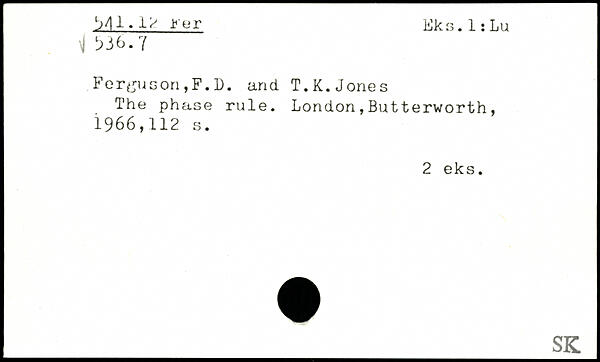 541.12 Fer
Eks.1:Lu
√ 536.7
Ferguson,F.D. and T.K.Jones
The phase rule. London,Butterworth,
1966,112 s.
2 eks.
SK